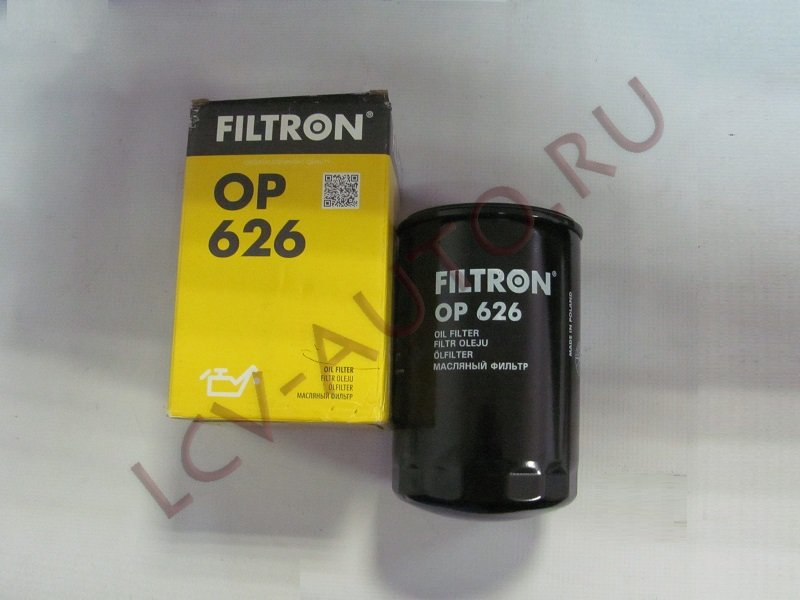 FILTRON®
OP
626
OIL FILTER
FILTR OLEJU
ÖLFILTER
МАСЛЯНЫЙ ФИЛЬТР
FILTRON®
OP 626
OIL FILTER
FILTR OLEJU
ÖLFILTER
МАСЛЯНЫЙ ФИЛЬТР
MADE IN POLAND
LCV-AUTO.RU